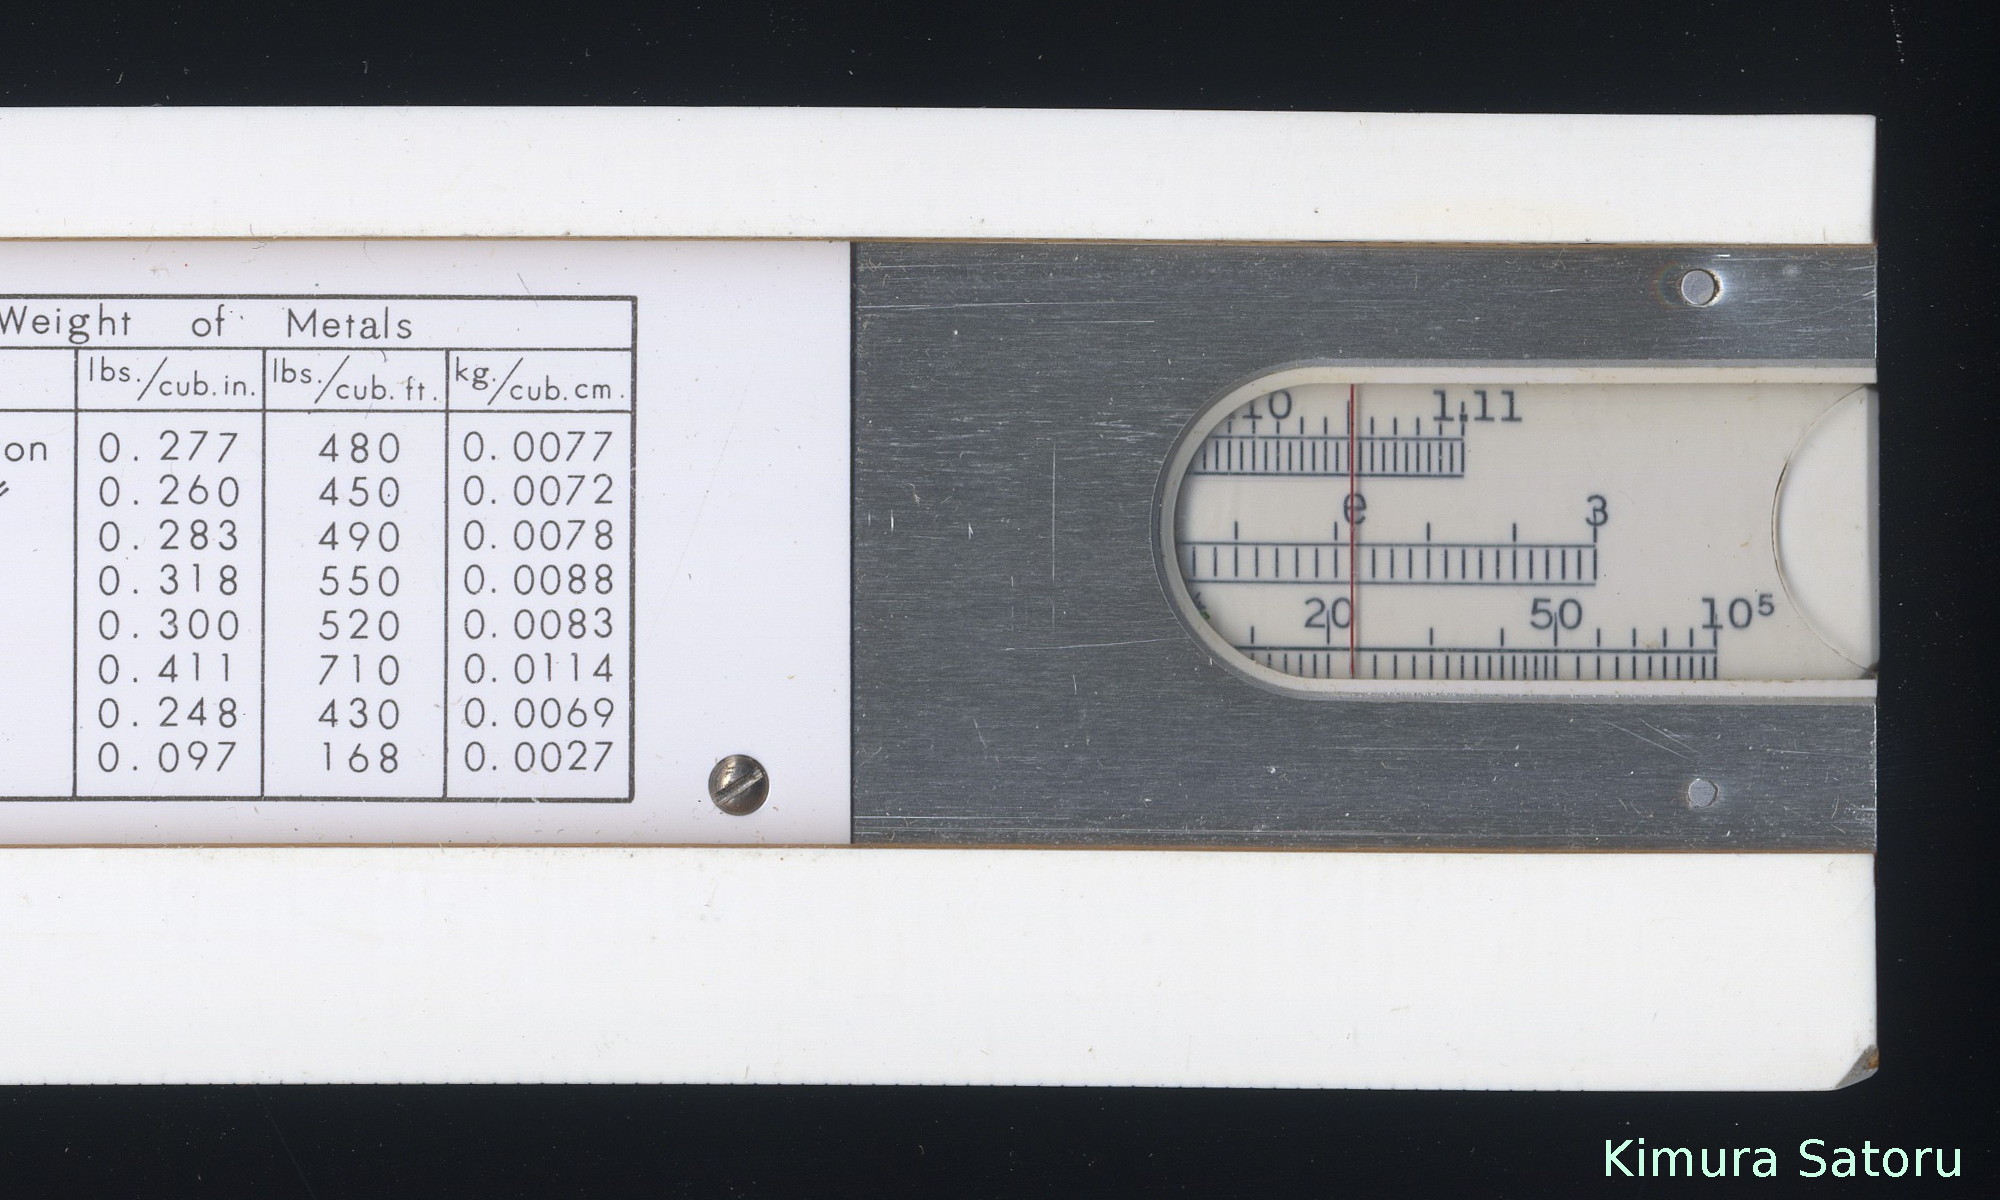 Weight of Metals
lbs./cub.in. lbs./cub.ft. kg./cub.cm.
on 0.277 480 0.0077
〃 0.260 450 0.0072
0.283 490 0.0078
0.318 550 0.0088
0.300 520 0.0083
0.411 710 0.0114
0.248 430 0.0069
0.097 168 0.0027
1.11
e 3
20 50 10⁵
Kimura Satoru